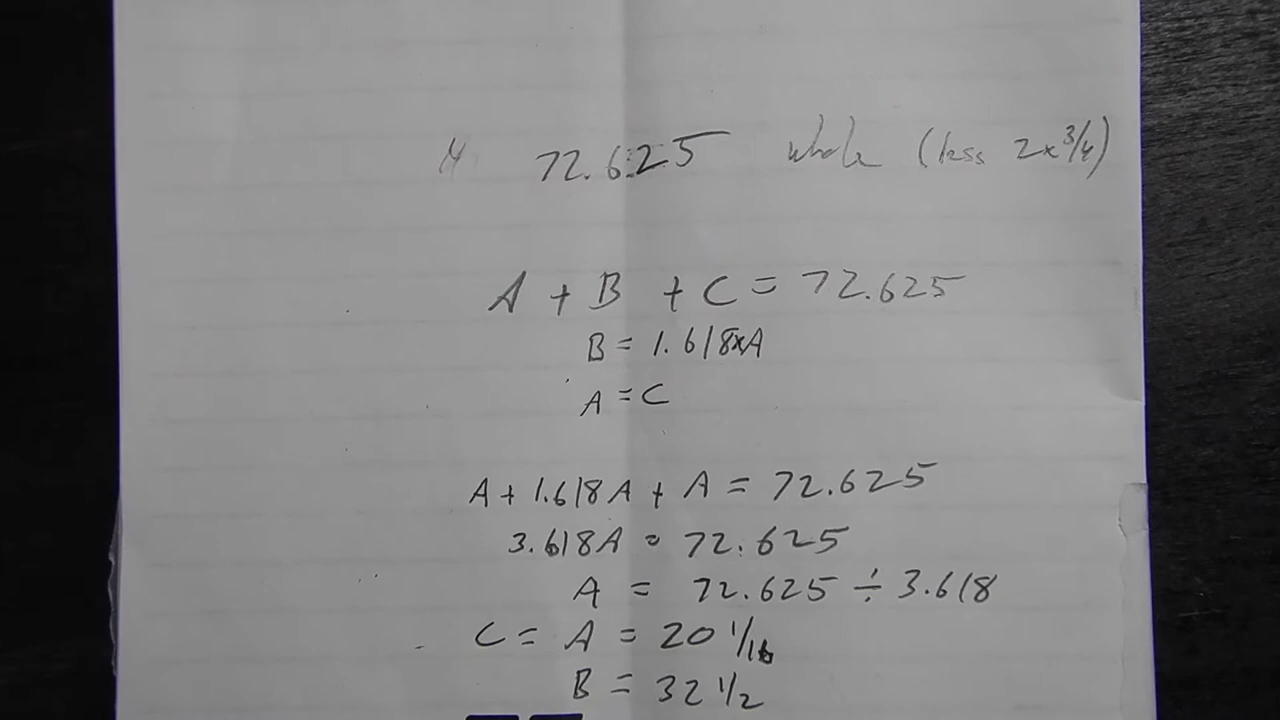 72.625 whole (less 2x3/4)
A + B + C = 72.625
B = 1.618xA
A = C
A + 1.618A + A = 72.625
3.618A = 72.625
A = 72.625 ÷ 3.618
C = A = 20 1/16
B = 32 1/2